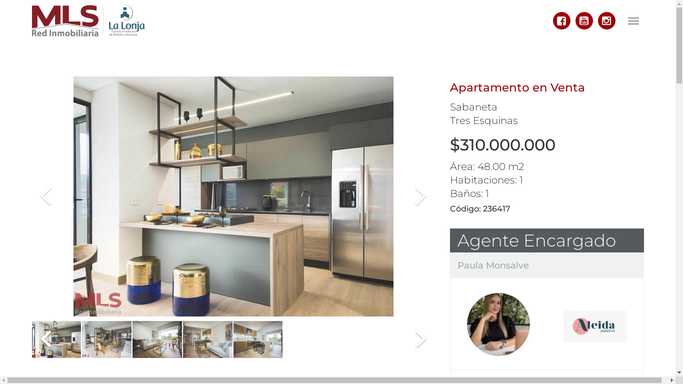 MLS
Red Inmobiliaria
La Lonja
Apartamento en Venta
Sabaneta
Tres Esquinas
$310.000.000
Área: 48.00 m2
Habitaciones: 1
Baños: 1
Código: 236417
Agente Encargado
Paula Monsalve
MLS
Aleida